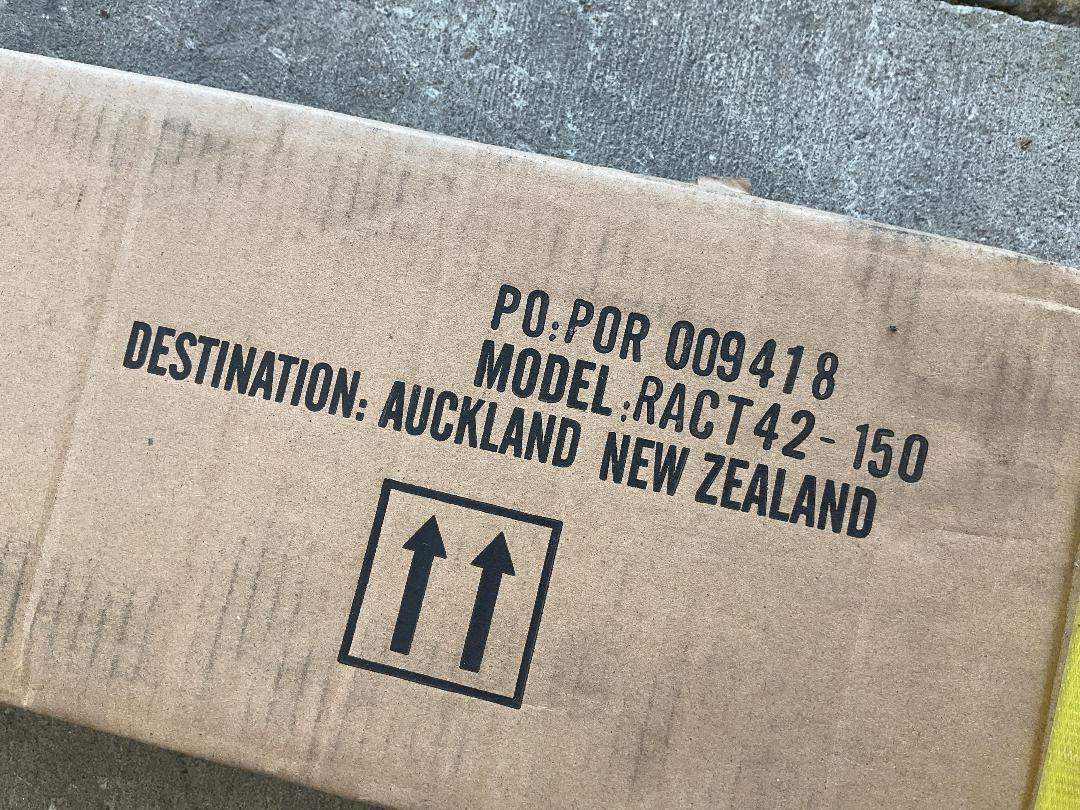 PO:POR 009418
MODEL:RACT42-150
DESTINATION: AUCKLAND NEW ZEALAND